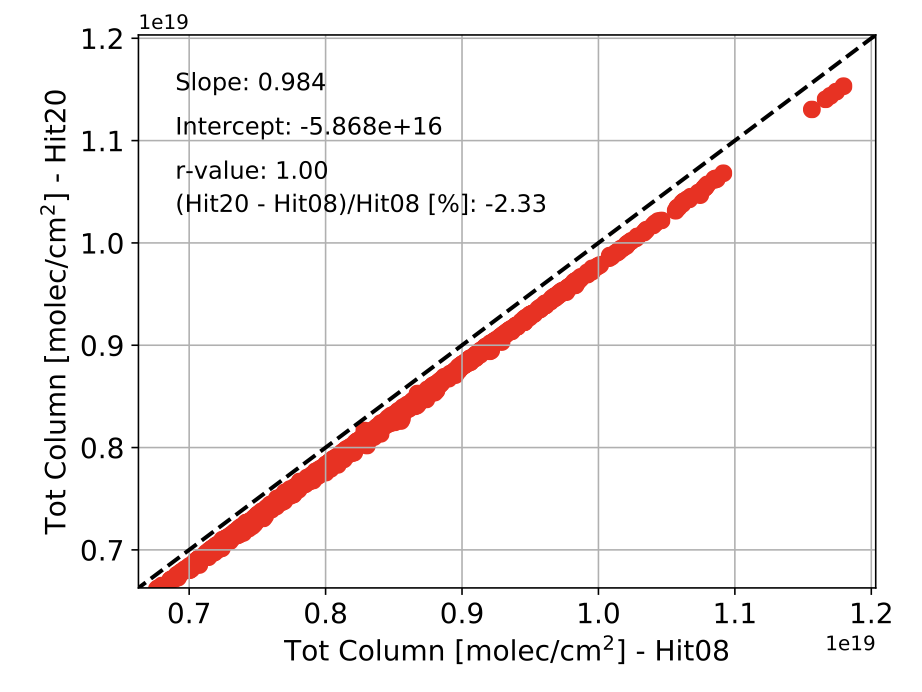 1e19
Slope: 0.984
Intercept: -5.868e+16
r-value: 1.00
(Hit20 - Hit08)/Hit08 [%]: -2.33
Tot Column [molec/cm²] - Hit20
1.2
1.1
1.0
0.9
0.8
0.7
0.7 0.8 0.9 1.0 1.1 1.2
1e19
Tot Column [molec/cm²] - Hit08